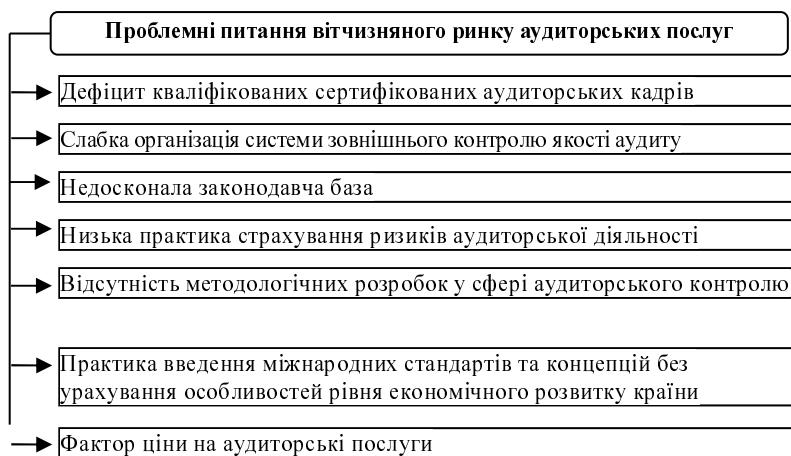 Проблемні питання вітчизняного ринку аудиторських послуг
Дефіцит кваліфікованих сертифікованих аудиторських кадрів
Слабка організація системи зовнішнього контролю якості аудиту
Недосконала законодавча база
Низька практика страхування ризиків аудиторської діяльності
Відсутність методологічних розробок у сфері аудиторського контролю
Практика введення міжнародних стандартів та концепцій без
урахування особливостей рівня економічного розвитку країни
Фактор ціни на аудиторські послуги